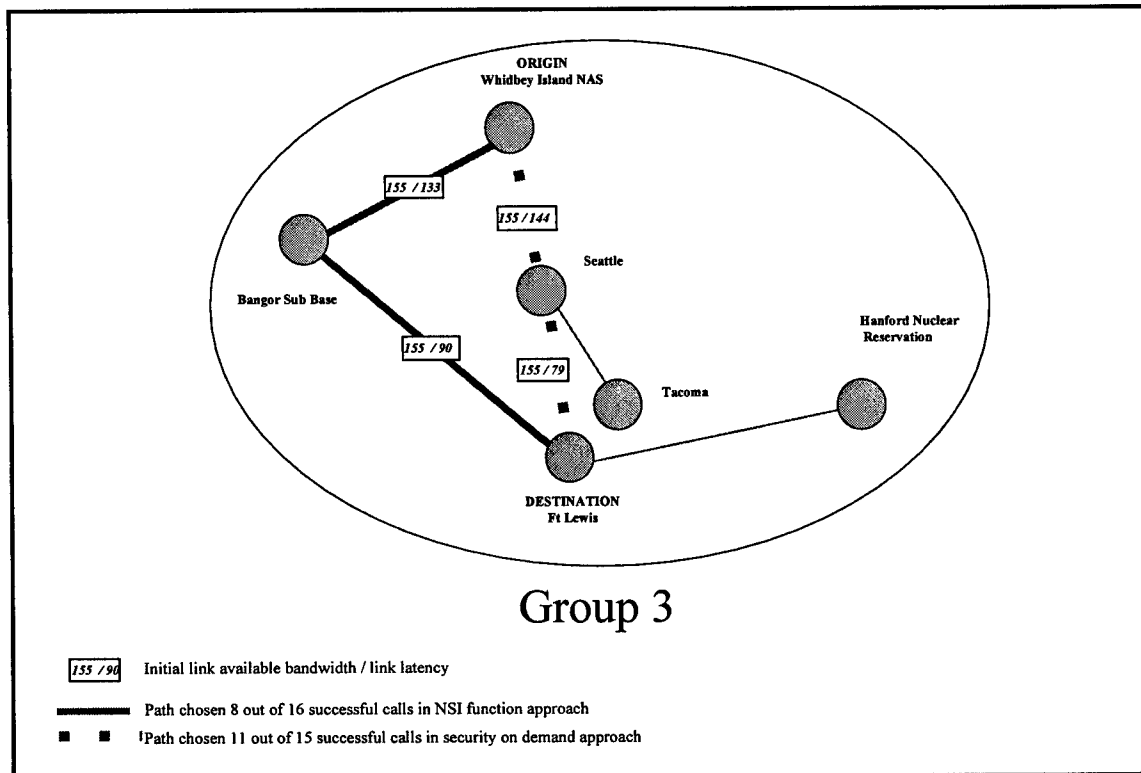 ORIGIN
Whidbey Island NAS
155 / 133
155 / 144
Seattle
Bangor Sub Base
Hanford Nuclear
Reservation
155 / 90
155 / 79
Tacoma
DESTINATION
Ft Lewis
Group 3
155 / 90 Initial link available bandwidth / link latency
Path chosen 8 out of 16 successful calls in NSI function approach
Path chosen 11 out of 15 successful calls in security on demand approach